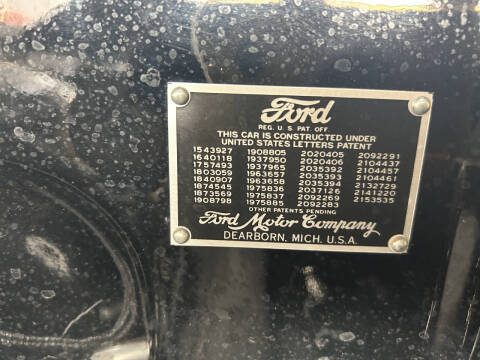 Ford
REG. U.S. PAT. OFF.
THIS CAR IS CONSTRUCTED UNDER
UNITED STATES LETTERS PATENT
1543927 1908805 2020405 2092291
1640118 1937950 2020406 2104437
1757493 1937965 2035392 2104457
1803059 1963657 2035393 2104461
1840907 1963658 2035394 2132729
1874545 1975836 2037126 2141220
1873569 1975837 2092269 2153535
1908798 1975885 2092283
OTHER PATENTS PENDING
Ford Motor Company
DEARBORN, MICH. U.S.A.